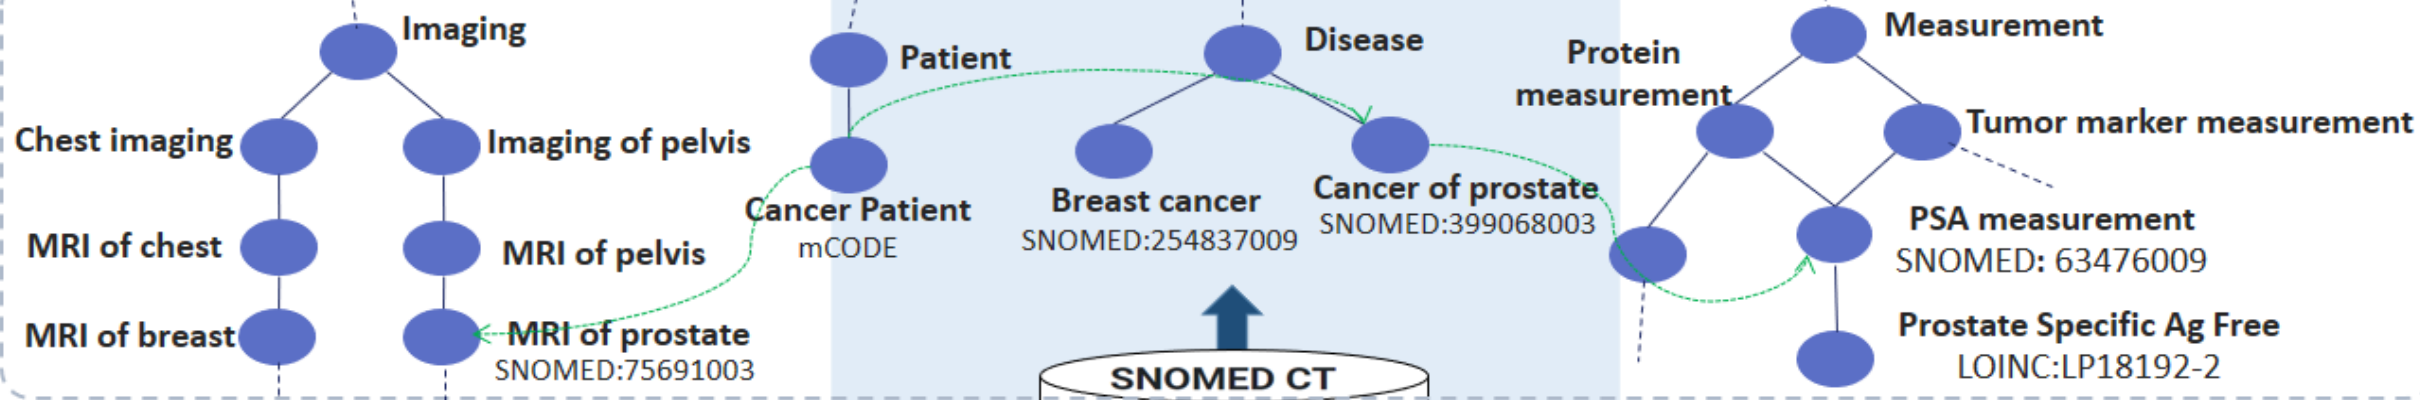 Imaging
Chest imaging
Imaging of pelvis
MRI of chest
MRI of pelvis
MRI of breast
MRI of prostate
SNOMED:75691003
Patient
Cancer Patient
mCODE
Disease
Breast cancer
SNOMED:254837009
Cancer of prostate
SNOMED:399068003
SNOMED CT
Measurement
Protein
measurement
Tumor marker measurement
PSA measurement
SNOMED: 63476009
Prostate Specific Ag Free
LOINC:LP18192-2